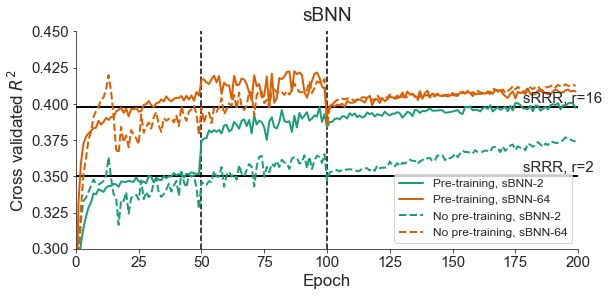 sBNN
Cross validated R²
0.450
0.425
0.400
0.375
0.350
0.325
0.300
sRRR, r=16
sRRR, r=2
Pre-training, sBNN-2
Pre-training, sBNN-64
No pre-training, sBNN-2
No pre-training, sBNN-64
0 25 50 75 100 125 150 175 200
Epoch